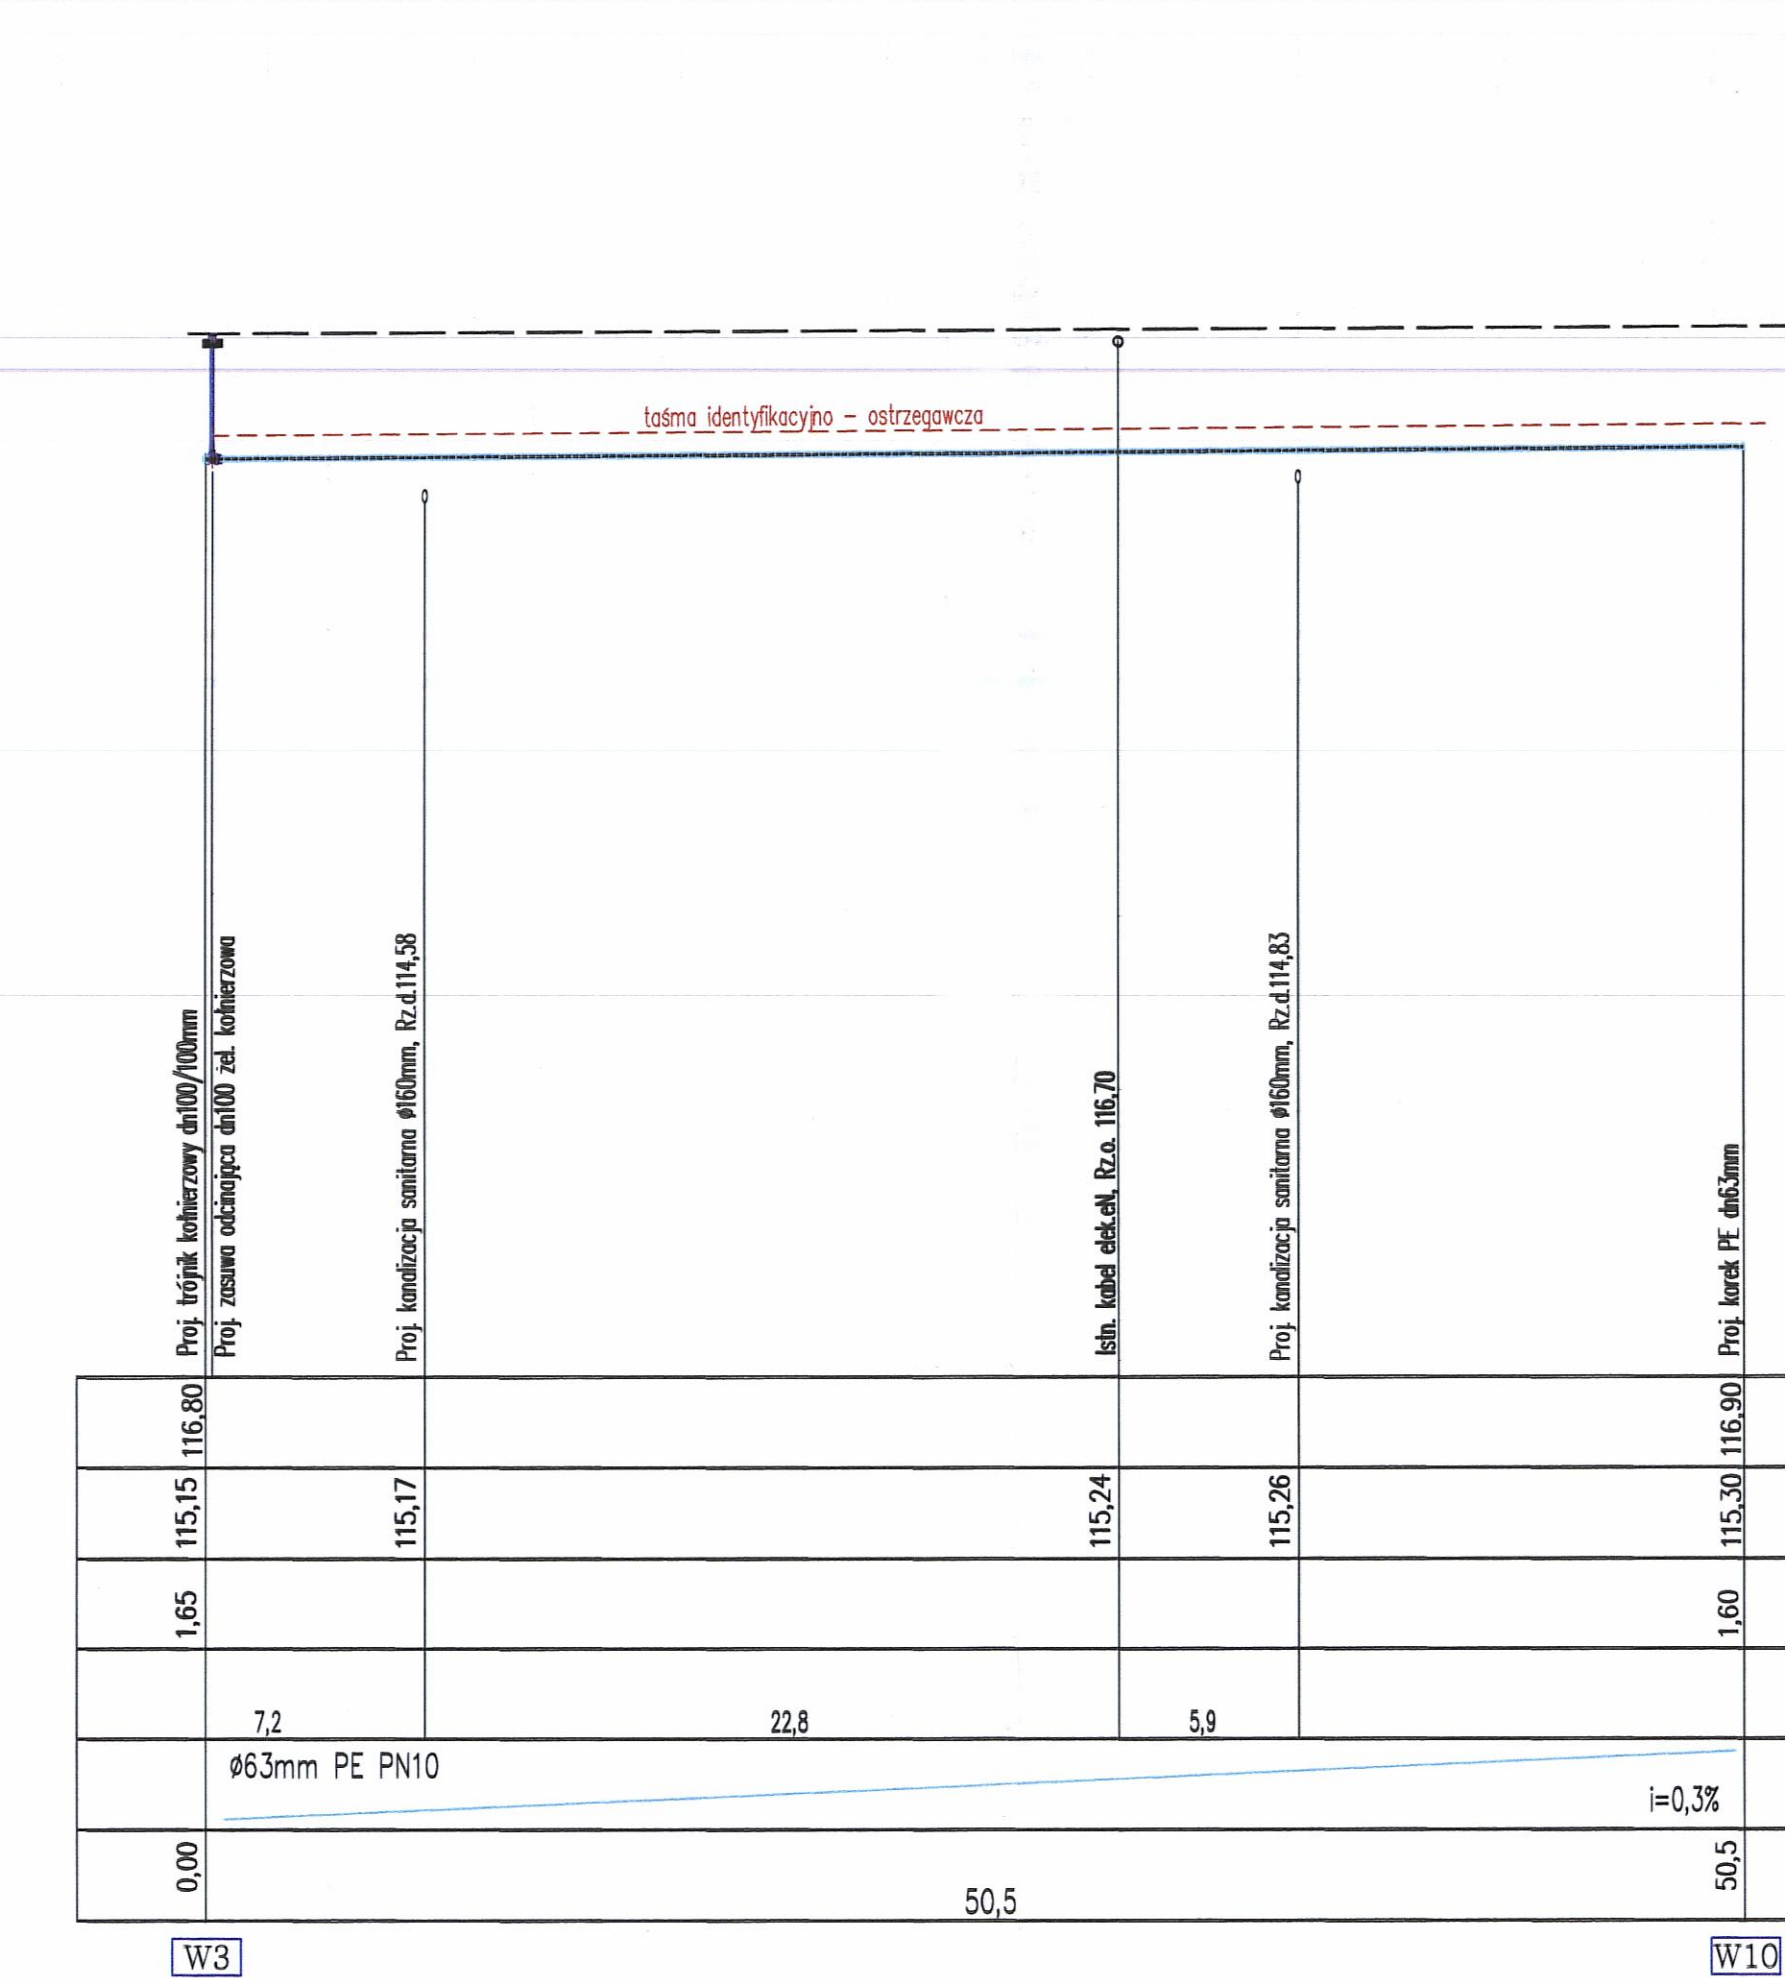 taśma identyfikacyjno – ostrzegawcza
Proj. trójnik kołnierzowy dn100/100mm
Proj. zasuwa odcinająca dn100 żel. kołnierzowa
Proj. kanalizacja sanitarna ø160mm, Rz.d.114,58
Istn. kabel elek.eN, Rz.o. 116,70
Proj. kanalizacja sanitarna ø160mm, Rz.d.114,83
Proj. korek PE dn63mm
116,80
116,90
115,15
115,17
115,24
115,26
115,30
1,65
1,60
7,2
22,8
5,9
ø63mm PE PN10
i=0,3%
0,00
50,5
50,5
W3
W10